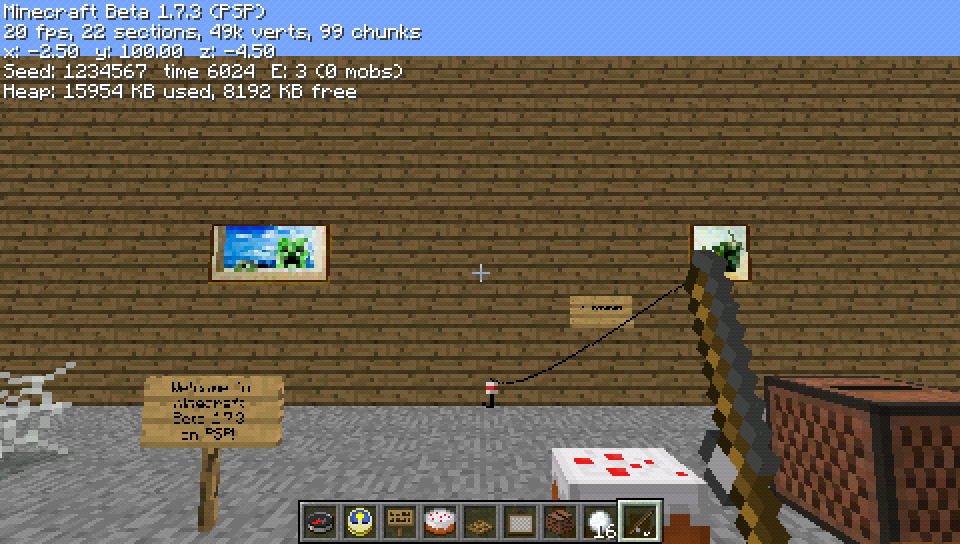 Minecraft Beta 1.7.3 (PSP)
20 fps, 22 sections, 49k verts, 99 chunks
x: -2.50 y: 100.00 z: -4.50
Seed: 1234567 time 6024 E: 3 (0 mobs)
Heap: 15954 KB used, 8192 KB free
Welcome to
Minecraft
Beta 1.7.3
on PSP!
16